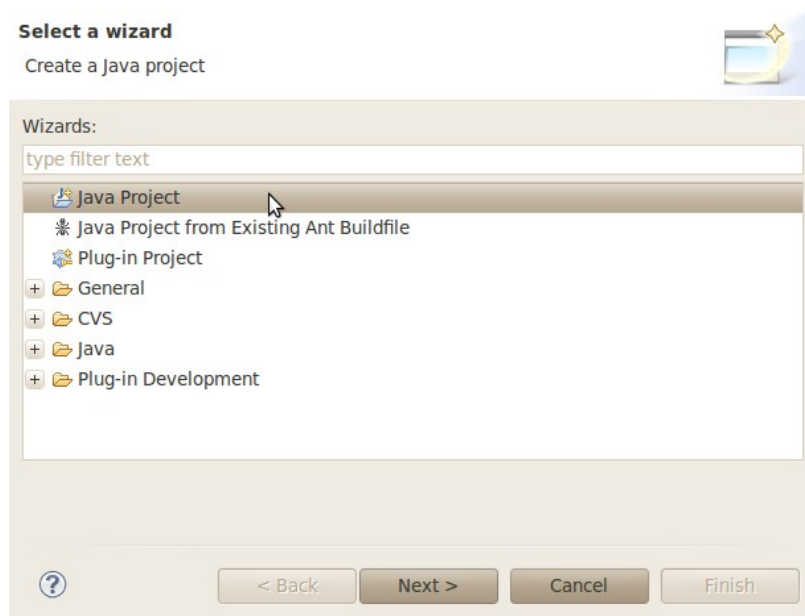 Select a wizard
Create a Java project
Wizards:
type filter text
Java Project
Java Project from Existing Ant Buildfile
Plug-in Project
General
CVS
Java
Plug-in Development
< Back Next > Cancel Finish